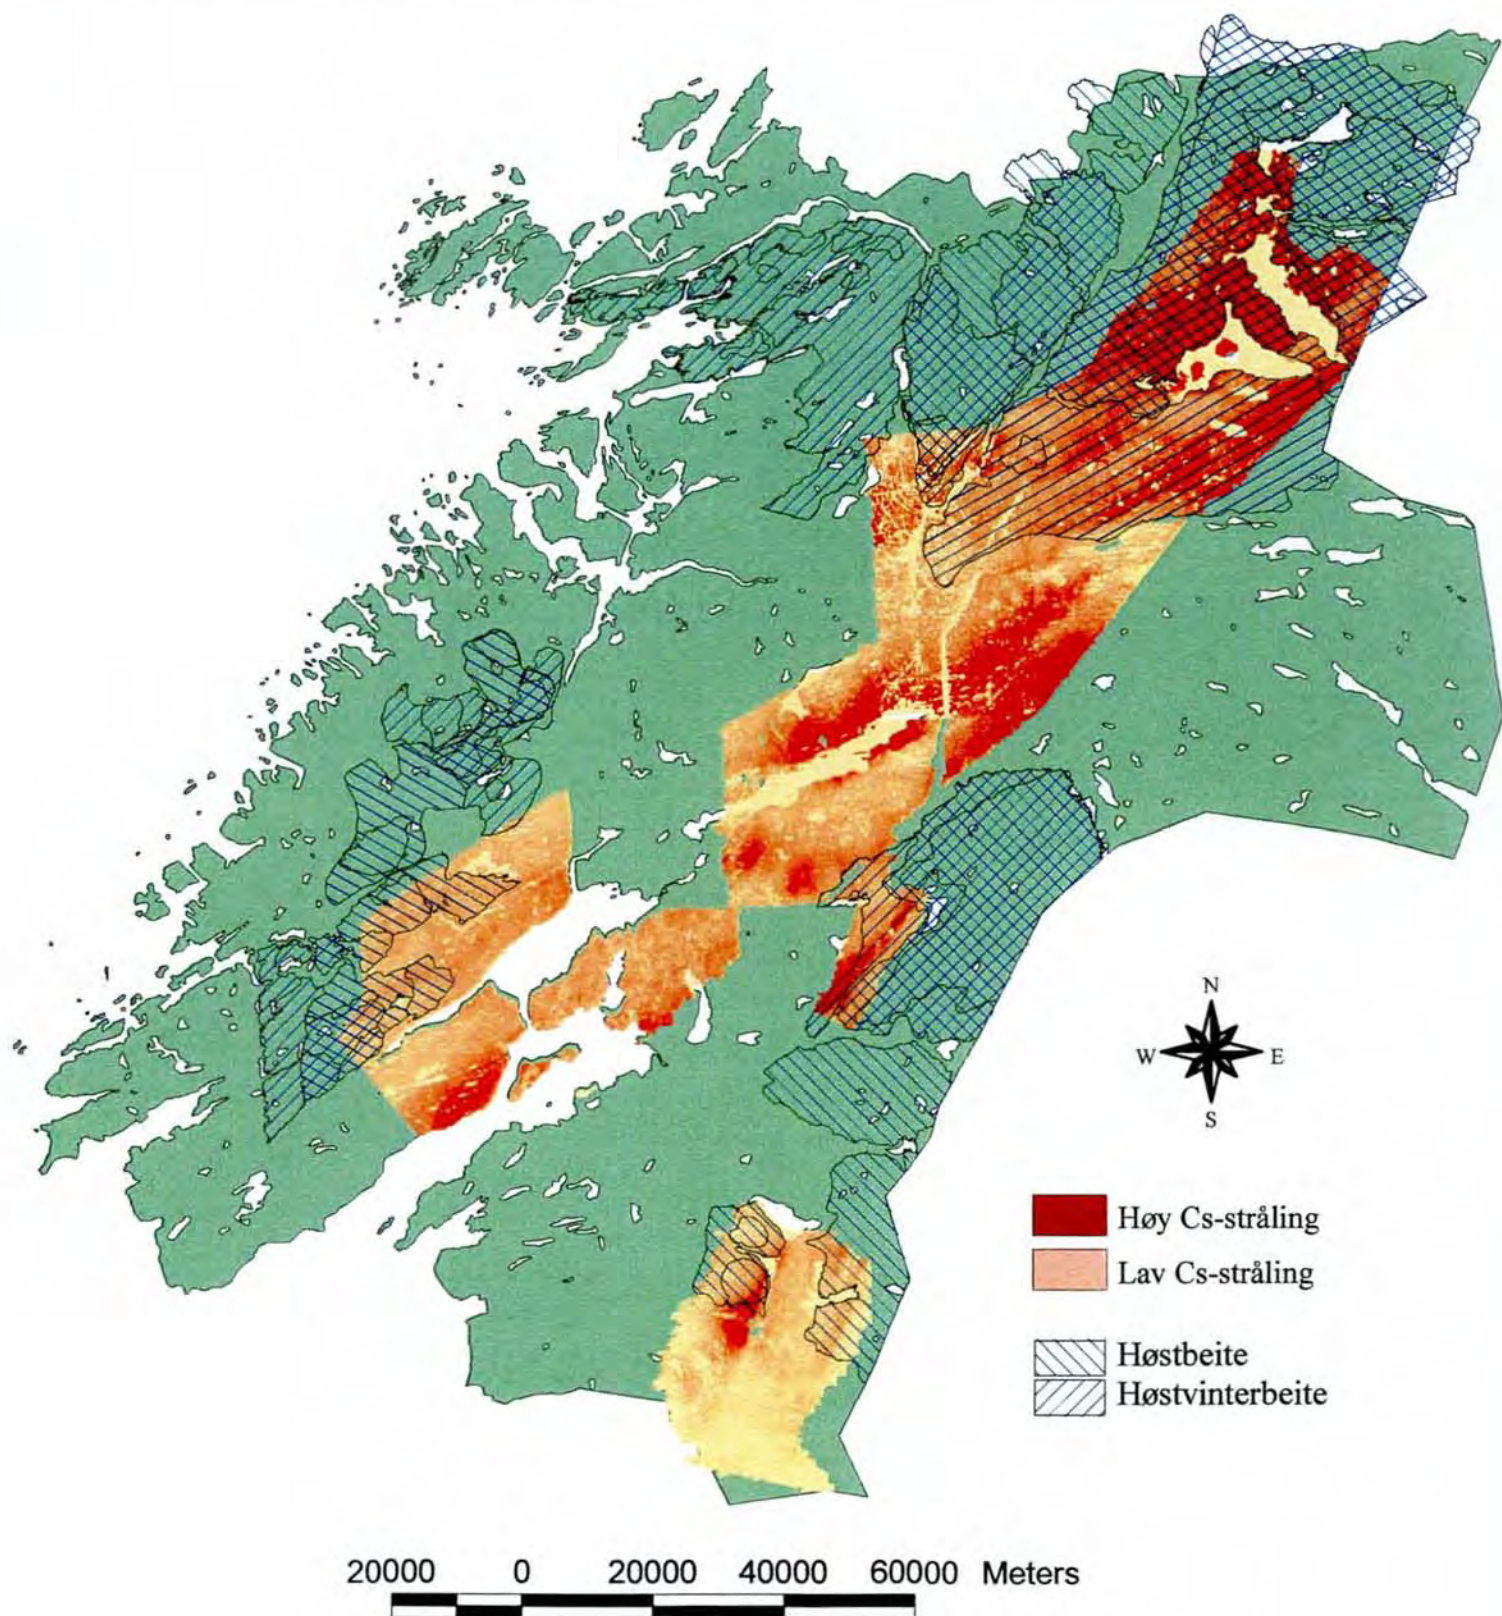 N
W E
S
Høy Cs-stråling
Lav Cs-stråling
Høstbeite
Høstvinterbeite
20000 0 20000 40000 60000 Meters